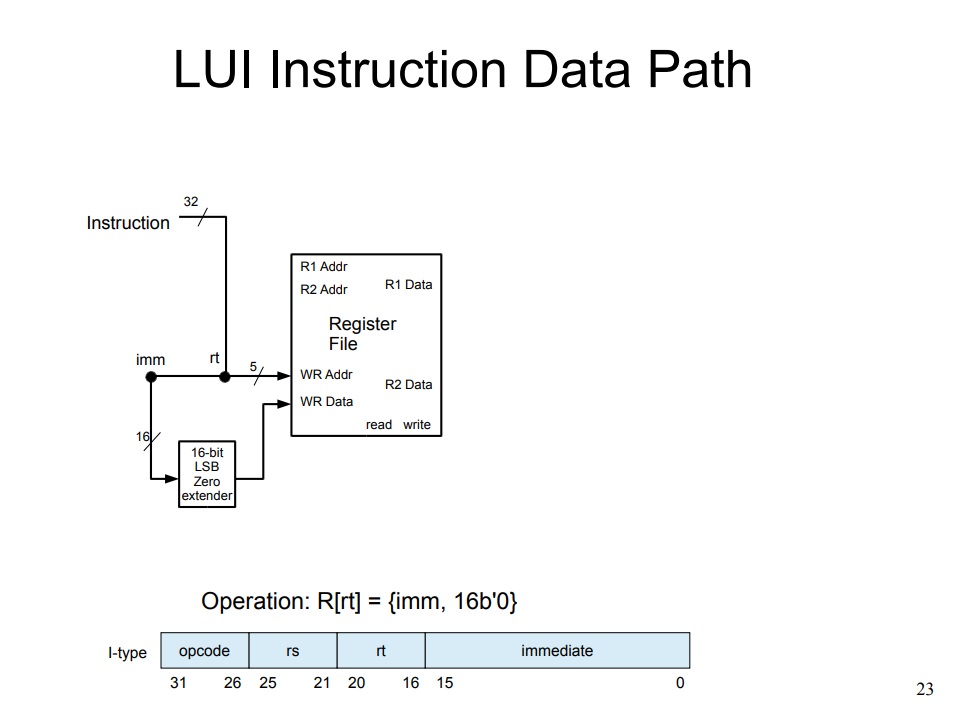 LUI Instruction Data Path
32
Instruction
R1 Addr
R1 Data
R2 Addr
Register
File
imm
rt
5
WR Addr
R2 Data
WR Data
read write
16
16-bit
LSB
Zero
extender
Operation: R[rt] = {imm, 16b'0}
I-type opcode rs rt immediate
31 26 25 21 20 16 15 0
23